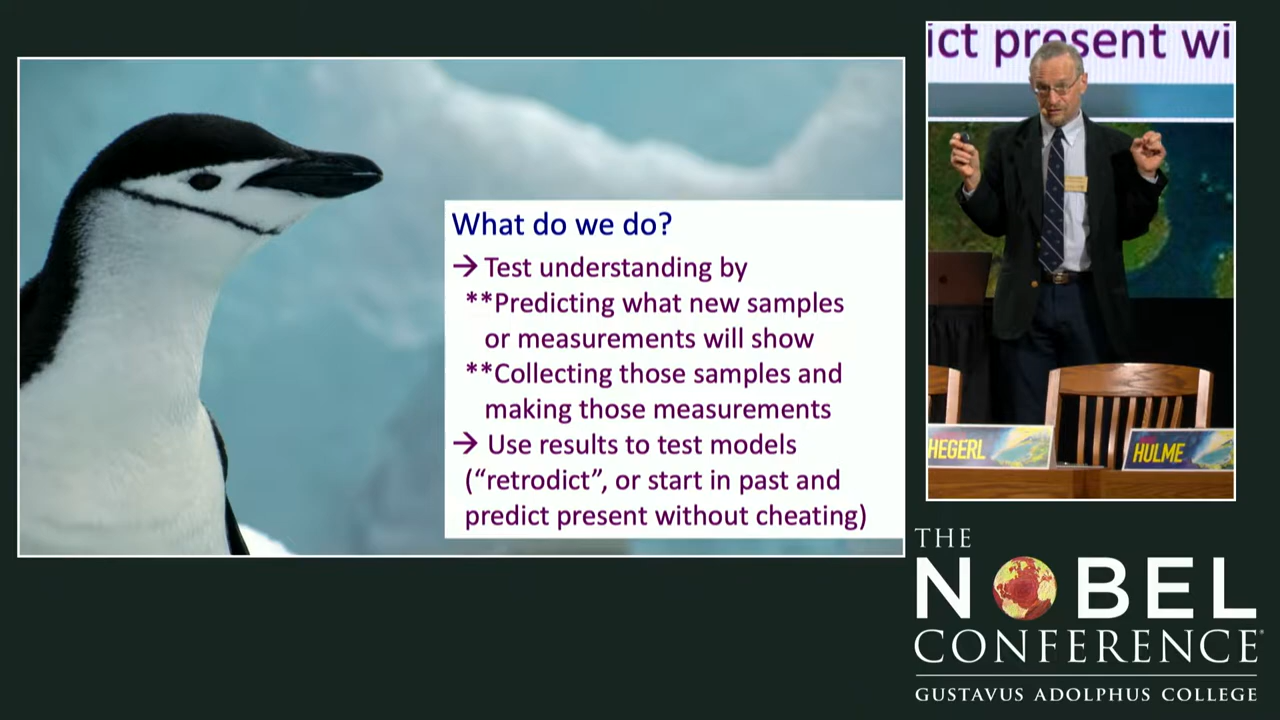 What do we do?
→ Test understanding by
**Predicting what new samples
or measurements will show
**Collecting those samples and
making those measurements
→ Use results to test models
(“retrodict”, or start in past and
predict present without cheating)
ict present wi
HEGERL
HULME
THE
NOBEL
CONFERENCE
GUSTAVUS ADOLPHUS COLLEGE